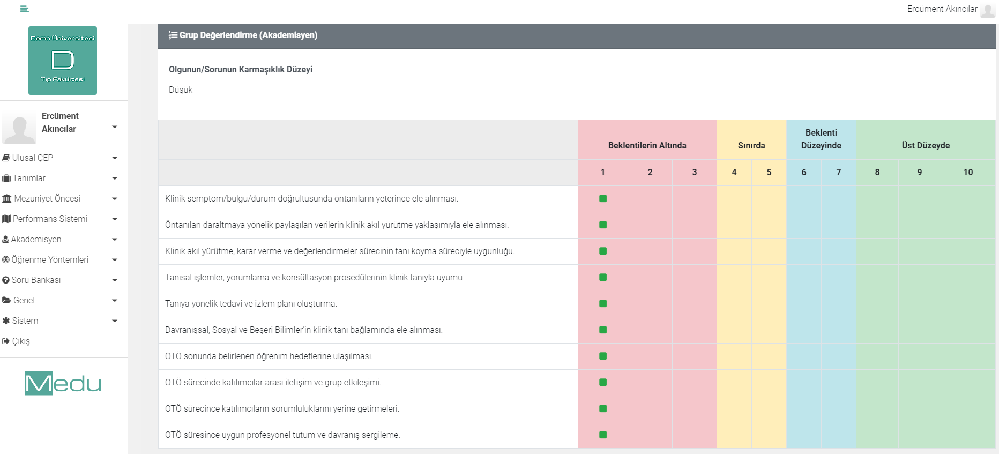 Ercüment Akıncılar
Demo Üniversitesi
D
Tıp Fakültesi
Ercüment
Akıncılar
Ulusal ÇEP
Tanımlar
Mezuniyet Öncesi
Performans Sistemi
Akademisyen
Öğrenme Yöntemleri
Soru Bankası
Genel
Sistem
Çıkış
Medu
Grup Değerlendirme (Akademisyen)
Olgunun/Sorunun Karmaşıklık Düzeyi
Düşük
Beklentilerin Altında
Sınırda
Beklenti
Düzeyinde
Üst Düzeyde
1 2 3 4 5 6 7 8 9 10
Klinik semptom/bulgu/durum doğrultusunda öntanıların yeterince ele alınması.
Öntanıları daraltmaya yönelik paylaşılan verilerin klinik akıl yürütme yaklaşımıyla ele alınması.
Klinik akıl yürütme, karar verme ve değerlendirmeler sürecinin tanı koyma süreciyle uygunluğu.
Tanısal işlemler, yorumlama ve konsültasyon prosedülerinin klinik tanıyla uyumu
Tanıya yönelik tedavi ve izlem planı oluşturma.
Davranışsal, Sosyal ve Beşeri Bilimler’in klinik tanı bağlamında ele alınması.
OTÖ sonunda belirlenen öğrenim hedeflerine ulaşılması.
OTÖ sürecinde katılımcılar arası iletişim ve grup etkileşimi.
OTÖ sürecince katılımcıların sorumluluklarını yerine getirmeleri.
OTÖ süresince uygun profesyonel tutum ve davranış sergileme.